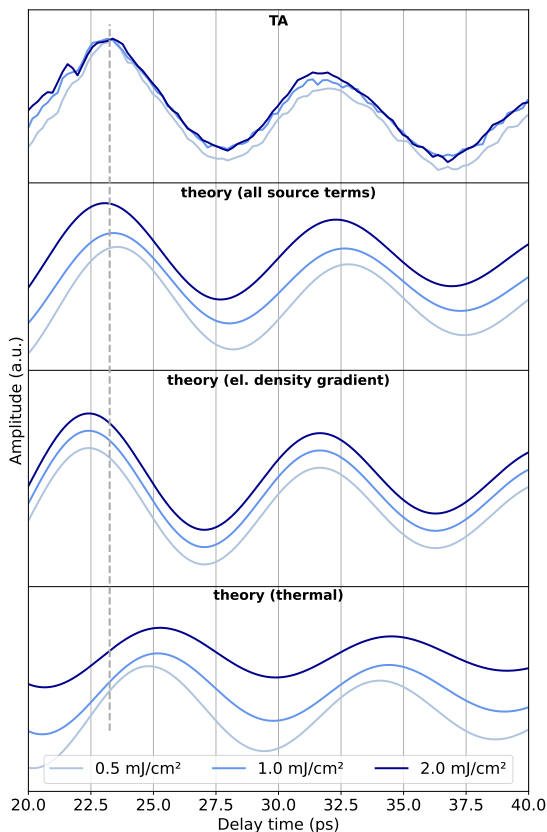 TA
theory (all source terms)
theory (el. density gradient)
theory (thermal)
Amplitude (a.u.)
0.5 mJ/cm² 1.0 mJ/cm² 2.0 mJ/cm²
20.0 22.5 25.0 27.5 30.0 32.5 35.0 37.5 40.0
Delay time (ps)